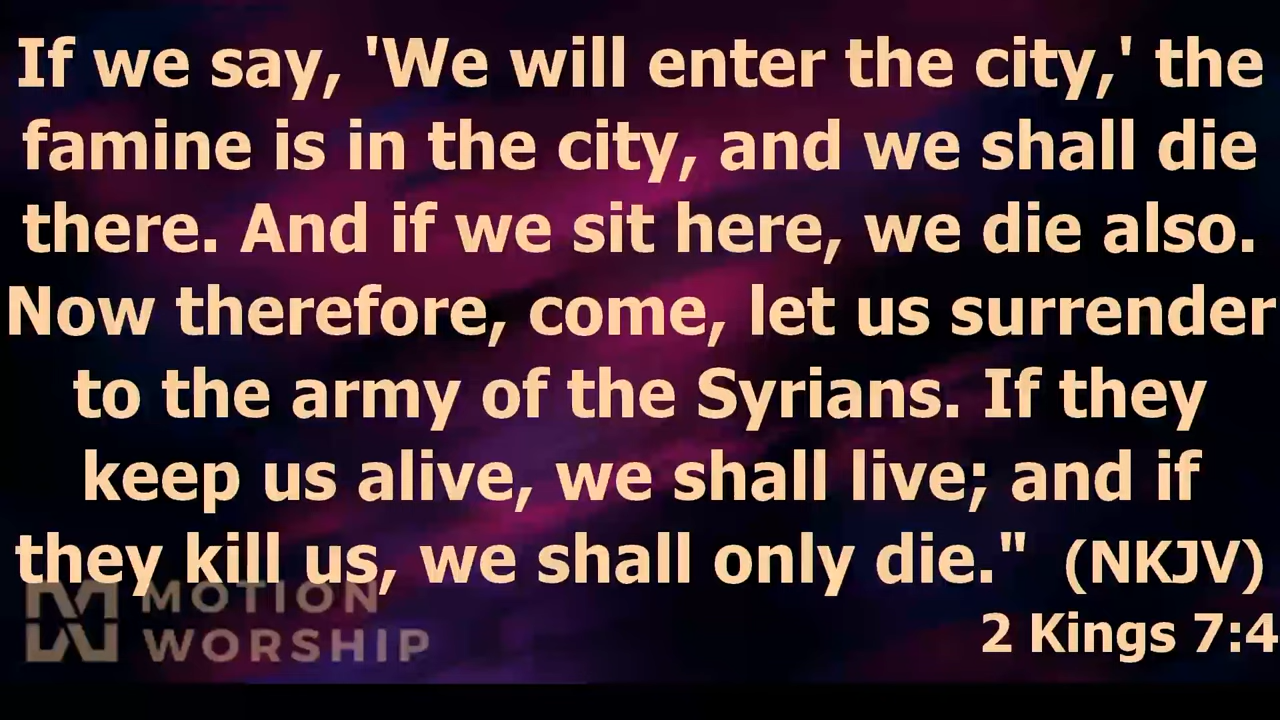 If we say, 'We will enter the city,' the
famine is in the city, and we shall die
there. And if we sit here, we die also.
Now therefore, come, let us surrender
to the army of the Syrians. If they
keep us alive, we shall live; and if
they kill us, we shall only die." (NKJV)
2 Kings 7:4
MOTION
WORSHIP